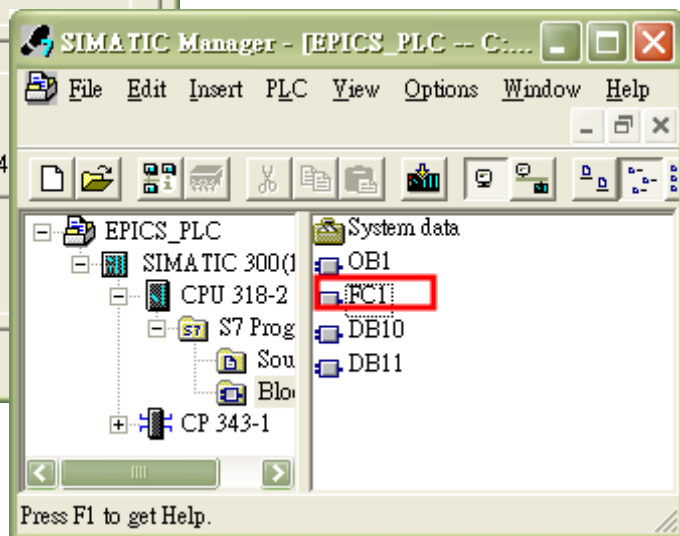 SIMATIC Manager - [EPICS_PLC -- C:...
File Edit Insert PLC View Options Window Help
4
EPICS_PLC
SIMATIC 300(1
CPU 318-2
S7 Prog
Sou
Blo
CP 343-1
System data
OB1
FC1
DB10
DB11
Press F1 to get Help.